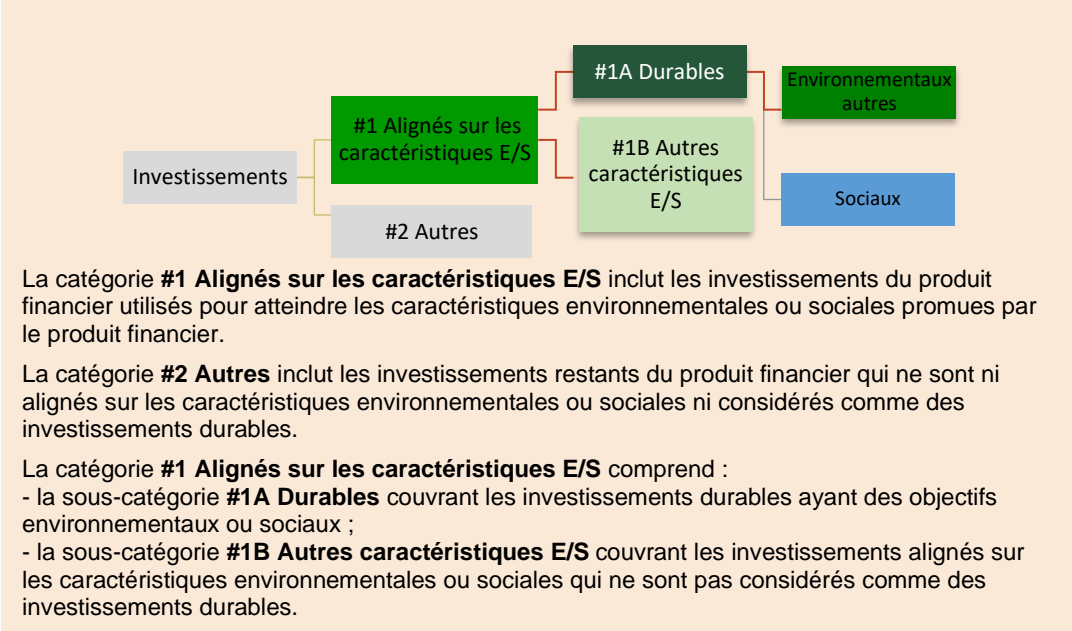 #1A Durables
Environnementaux
autres
#1 Alignés sur les
caractéristiques E/S
#1B Autres
caractéristiques
E/S
Investissements
Sociaux
#2 Autres
La catégorie #1 Alignés sur les caractéristiques E/S inclut les investissements du produit
financier utilisés pour atteindre les caractéristiques environnementales ou sociales promues par
le produit financier.
La catégorie #2 Autres inclut les investissements restants du produit financier qui ne sont ni
alignés sur les caractéristiques environnementales ou sociales ni considérés comme des
investissements durables.
La catégorie #1 Alignés sur les caractéristiques E/S comprend :
- la sous-catégorie #1A Durables couvrant les investissements durables ayant des objectifs
environnementaux ou sociaux ;
- la sous-catégorie #1B Autres caractéristiques E/S couvrant les investissements alignés sur
les caractéristiques environnementales ou sociales qui ne sont pas considérés comme des
investissements durables.